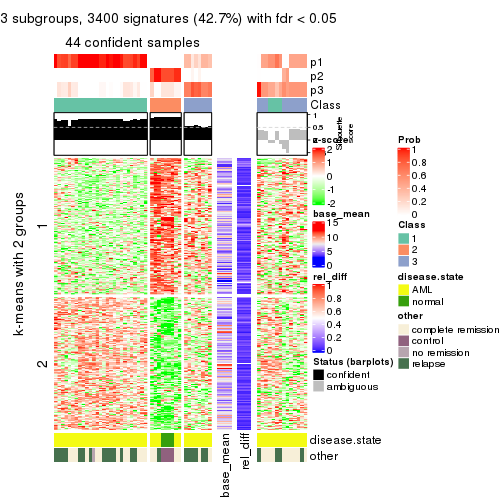 3 subgroups, 3400 signatures (42.7%) with fdr < 0.05
44 confident samples
p1
p2
p3
Class
1
0.5
0
Silhouette
score
k-means with 2 groups
1
2
z-score
2
1
0
-1
-2
base_mean
15
10
5
0
rel_diff
1
0.8
0.6
0.4
0.2
0
Status (barplots)
confident
ambiguous
Prob
1
0.8
0.6
0.4
0.2
0
Class
1
2
3
disease.state
AML
normal
other
complete remission
control
no remission
relapse
disease.state
other
base_mean
rel_diff